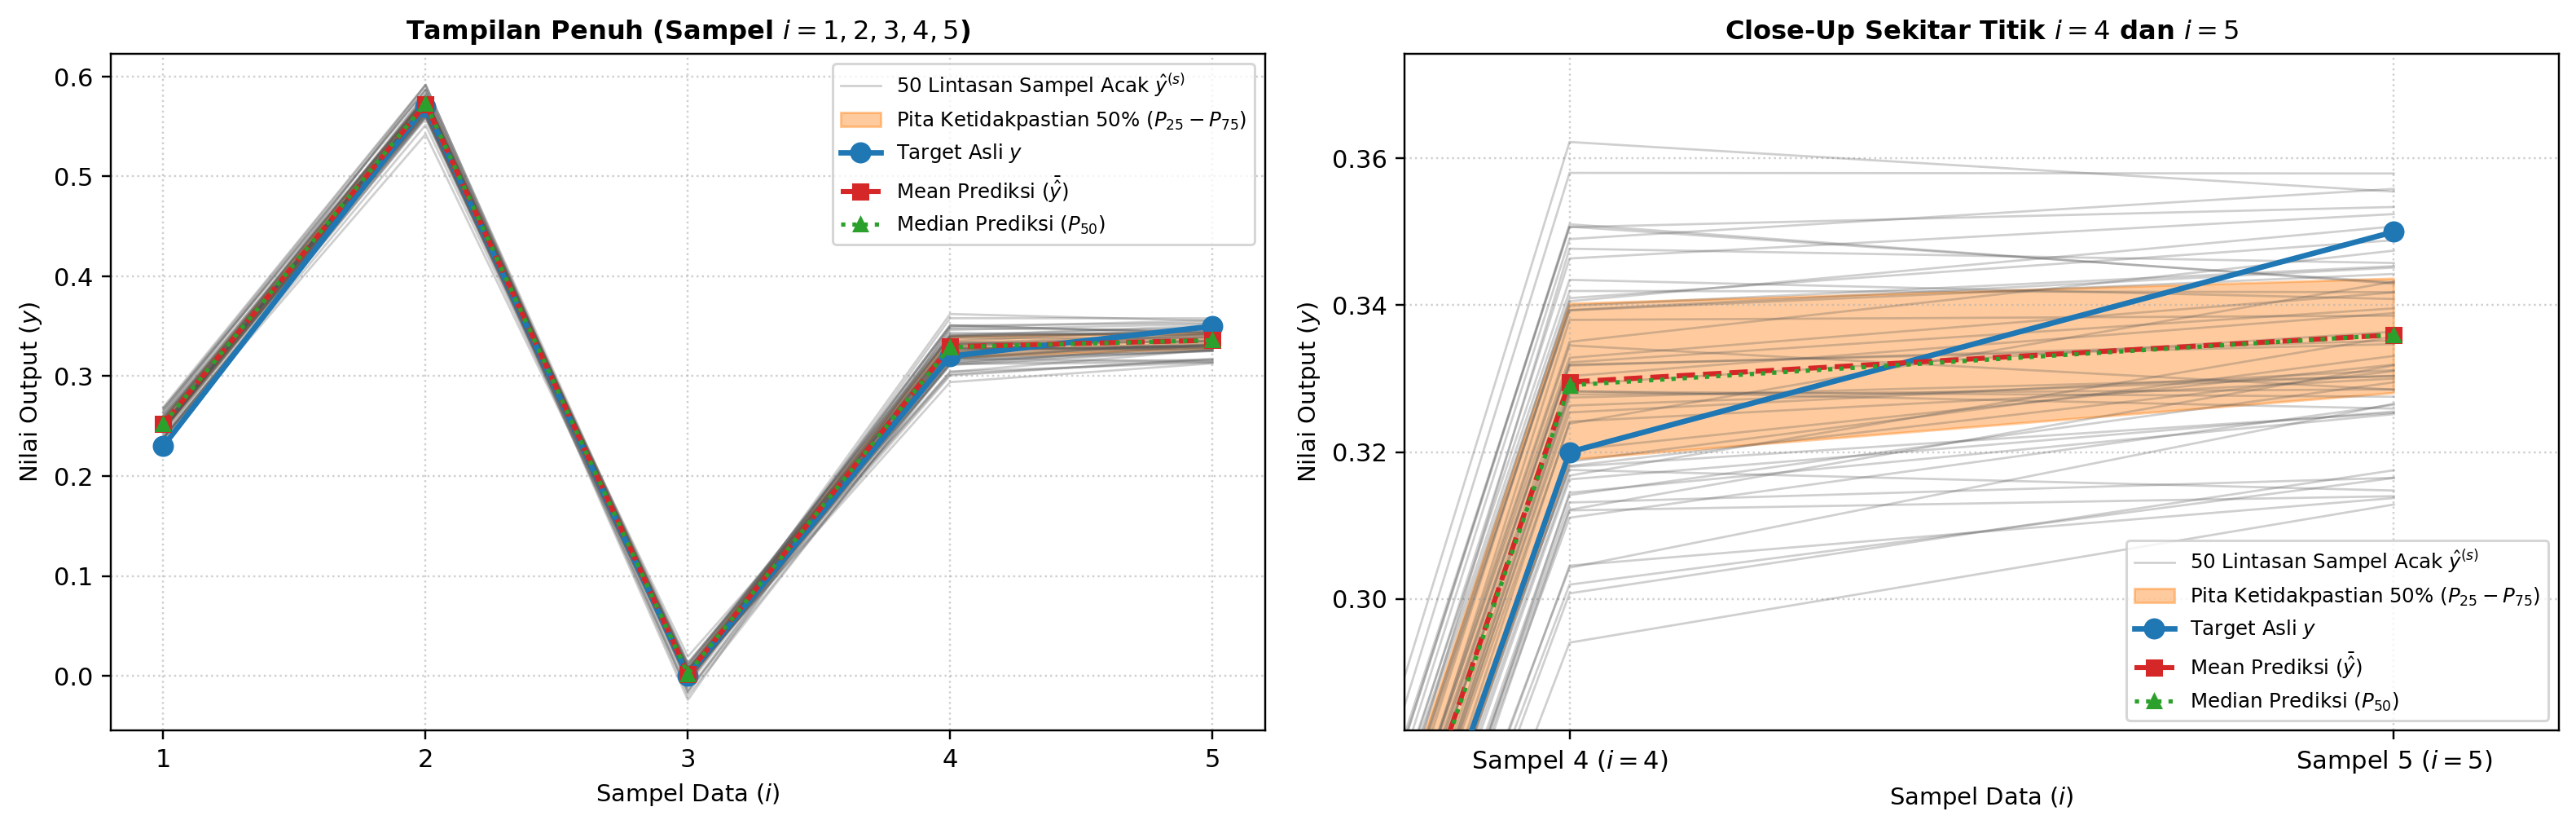 Tampilan Penuh (Sampel i = 1, 2, 3, 4, 5)
Nilai Output (y)
0.6
0.5
0.4
0.3
0.2
0.1
0.0
50 Lintasan Sampel Acak ŷ⁽ˢ⁾
Pita Ketidakpastian 50% (P₂₅ − P₇₅)
Target Asli y
Mean Prediksi (ŷ̄)
Median Prediksi (P₅₀)
1 2 3 4 5
Sampel Data (i)
Close-Up Sekitar Titik i = 4 dan i = 5
Nilai Output (y)
0.36
0.34
0.32
0.30
50 Lintasan Sampel Acak ŷ⁽ˢ⁾
Pita Ketidakpastian 50% (P₂₅ − P₇₅)
Target Asli y
Mean Prediksi (ŷ̄)
Median Prediksi (P₅₀)
Sampel 4 (i = 4) Sampel 5 (i = 5)
Sampel Data (i)